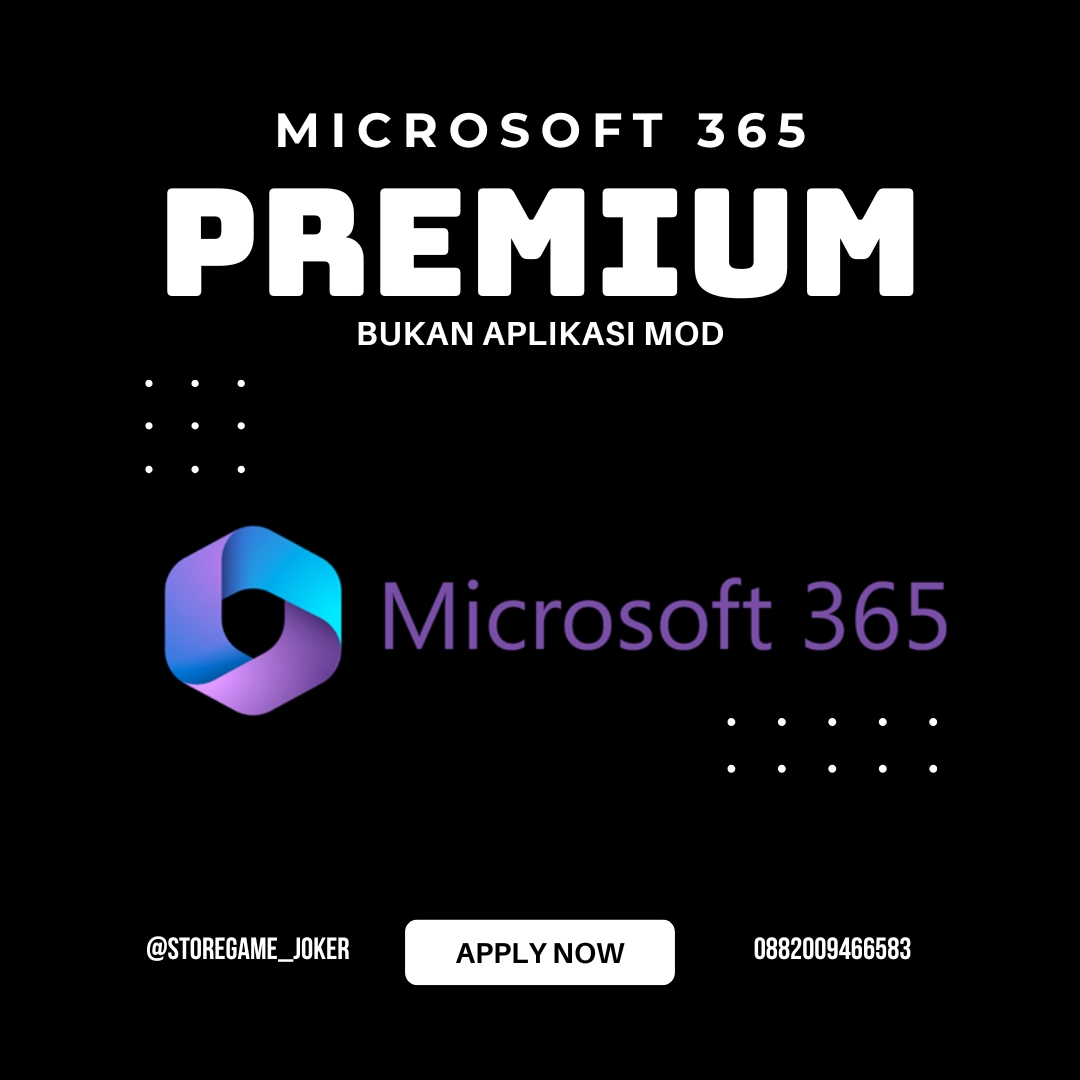 MICROSOFT 365
PREMIUM
BUKAN APLIKASI MOD
Microsoft 365
@STOREGAME_JOKER
APPLY NOW
0882009466583